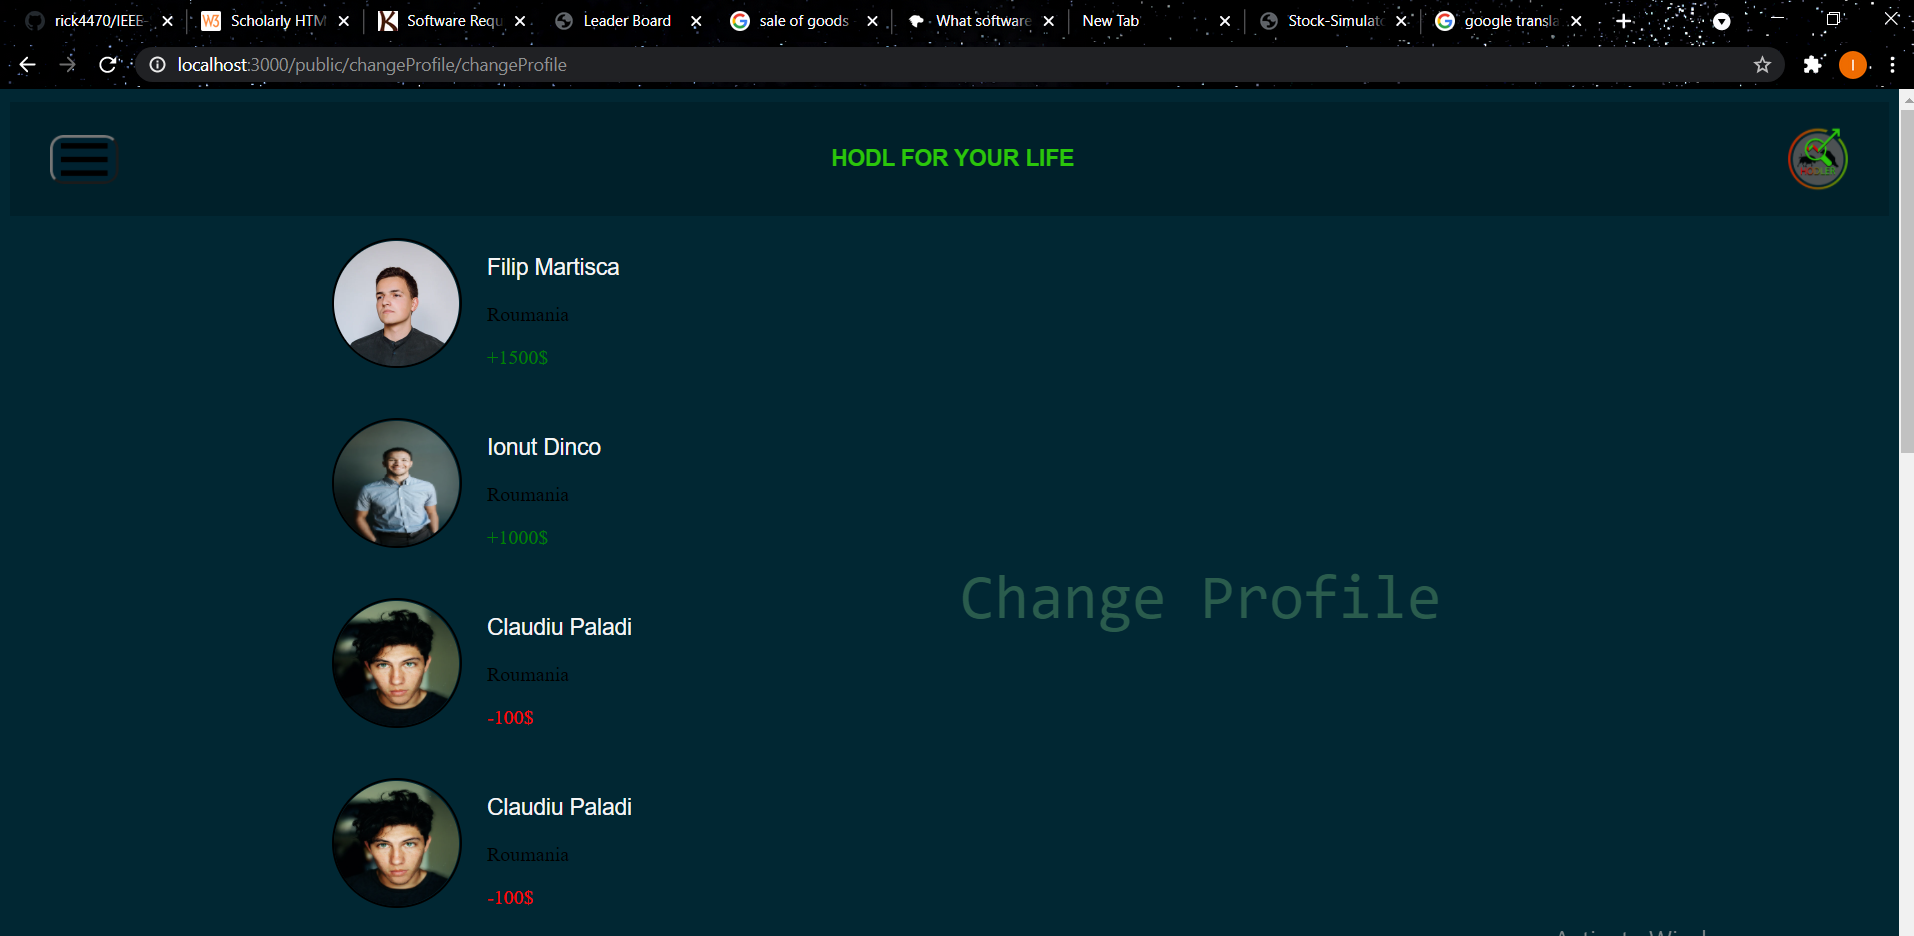 rick4470/IEEE-
Scholarly HTM
Software Requ
Leader Board
sale of goods
What software
New Tab
Stock-Simulat
google transla
localhost:3000/public/changeProfile/changeProfile
HODL FOR YOUR LIFE
Filip Martisca
Roumania
+1500$
Ionut Dinco
Roumania
+1000$
Change Profile
Claudiu Paladi
Roumania
-100$
Claudiu Paladi
Roumania
-100$